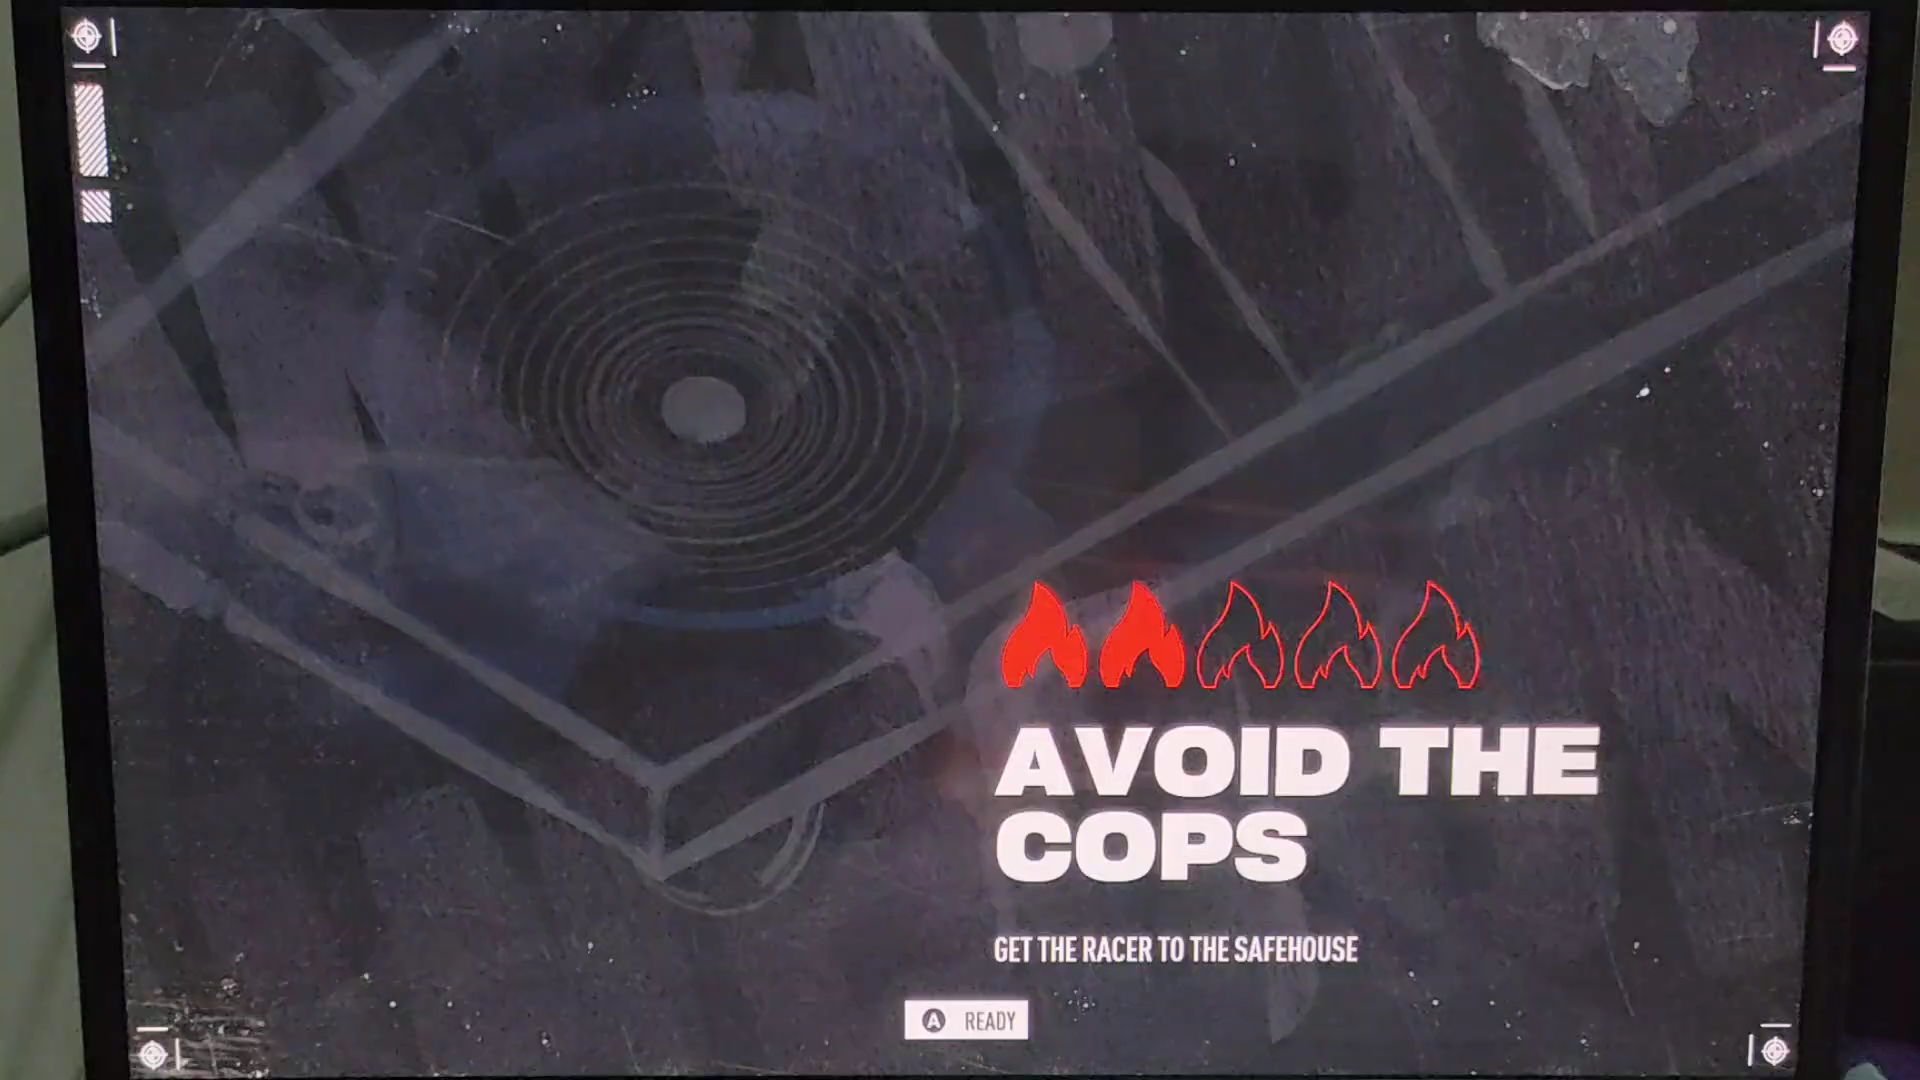 AVOID THE
COPS
GET THE RACER TO THE SAFEHOUSE
A READY